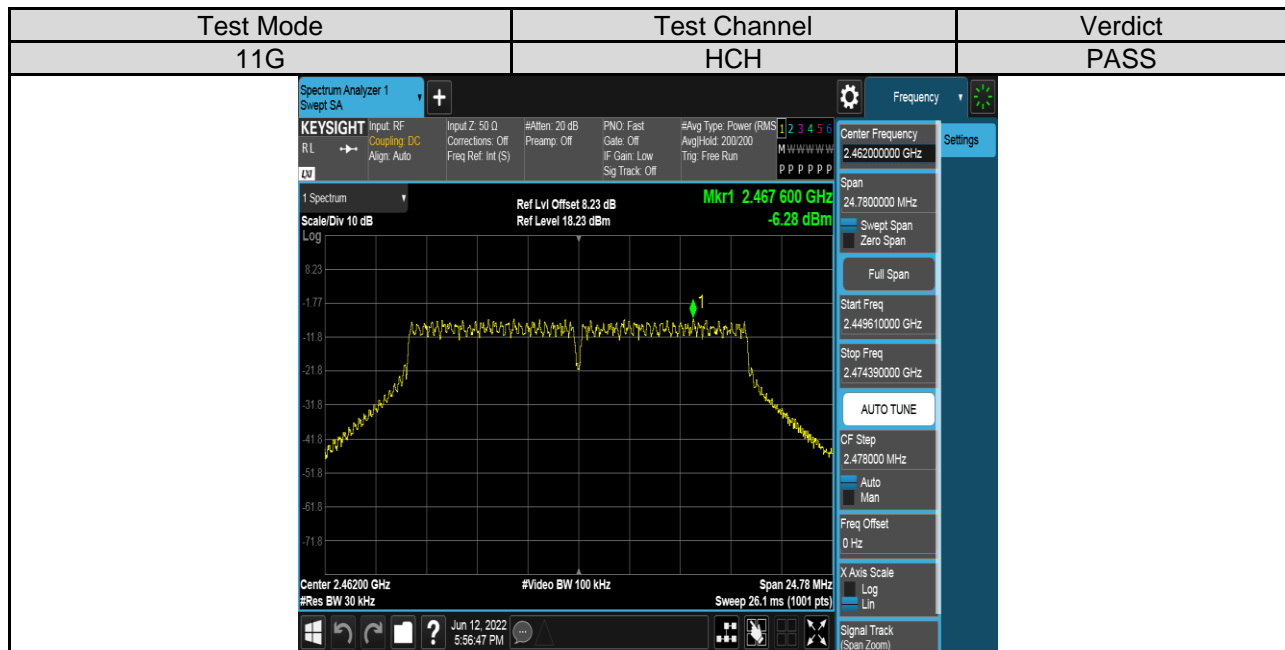 Test Mode Test Channel Verdict
11G HCH PASS
Spectrum Analyzer 1
Swept SA
Frequency
KEYSIGHT
RL
LXI
Input: RF
Coupling: DC
Align: Auto
Input Z: 50 Ω
Corrections: Off
Freq Ref: Int (S)
#Atten: 20 dB
Preamp: Off
PNO: Fast
Gate: Off
IF Gain: Low
Sig Track: Off
#Avg Type: Power (RMS
Avg|Hold: 200/200
Trig: Free Run
1 2 3 4 5 6
M W W W W W
P P P P P P
1 Spectrum
Scale/Div 10 dB
Log
Ref Lvl Offset 8.23 dB
Ref Level 18.23 dBm
Mkr1 2.467 600 GHz
-6.28 dBm
8.23
-1.77
1
-11.8
-21.8
-31.8
-41.8
-51.8
-61.8
-71.8
Center 2.46200 GHz
#Res BW 30 kHz
#Video BW 100 kHz
Span 24.78 MHz
Sweep 26.1 ms (1001 pts)
Jun 12, 2022
5:56:47 PM
Center Frequency
2.462000000 GHz
Settings
Span
24.7800000 MHz
Swept Span
Zero Span
Full Span
Start Freq
2.449610000 GHz
Stop Freq
2.474390000 GHz
AUTO TUNE
CF Step
2.478000 MHz
Auto
Man
Freq Offset
0 Hz
X Axis Scale
Log
Lin
Signal Track
(Span Zoom)